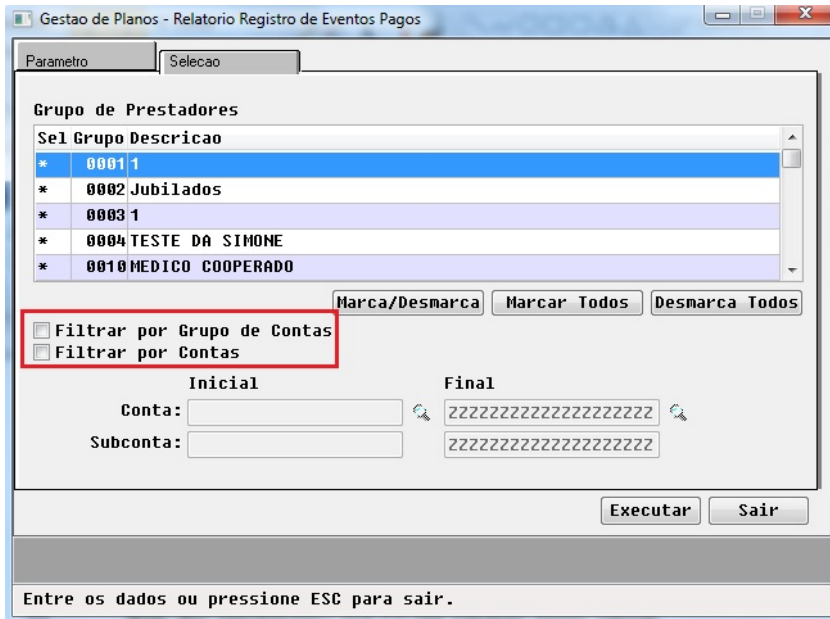 Gestao de Planos - Relatorio Registro de Eventos Pagos
Parametro Selecao
Grupo de Prestadores
Sel Grupo Descricao
* 0001 1
* 0002 Jubilados
* 0003 1
* 0004 TESTE DA SIMONE
* 0010 MEDICO COOPERADO
Marca/Desmarca Marcar Todos Desmarca Todos
Filtrar por Grupo de Contas
Filtrar por Contas
Inicial Final
Conta: ZZZZZZZZZZZZZZZZZZZZ
Subconta: ZZZZZZZZZZZZZZZZZZZZ
Executar Sair
Entre os dados ou pressione ESC para sair.